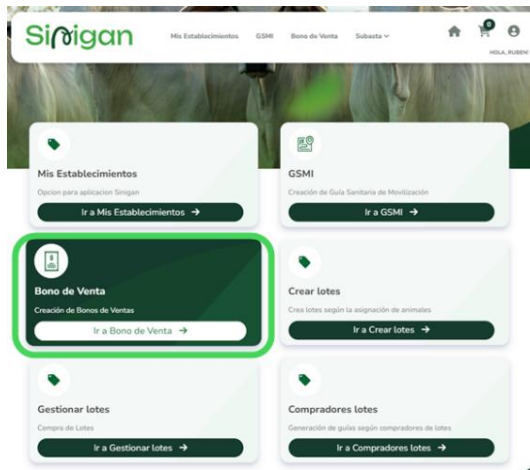 Sinigan
Mis Establecimientos GSMI Bono de Venta Subasta
0
HOLA, RUBEN!
Mis Establecimientos
Opcion para aplicacion Sinigan
Ir a Mis Establecimientos →
GSMI
Creación de Guía Sanitaria de Movilización
Ir a GSMI →
Bono de Venta
Creación de Bonos de Ventas
Ir a Bono de Venta →
Crear lotes
Crea lotes según la asignación de animales
Ir a Crear lotes →
Gestionar lotes
Compra de Lotes
Ir a Gestionar lotes →
Compradores lotes
Generación de guías según compradores de lotes
Ir a Compradores lotes →